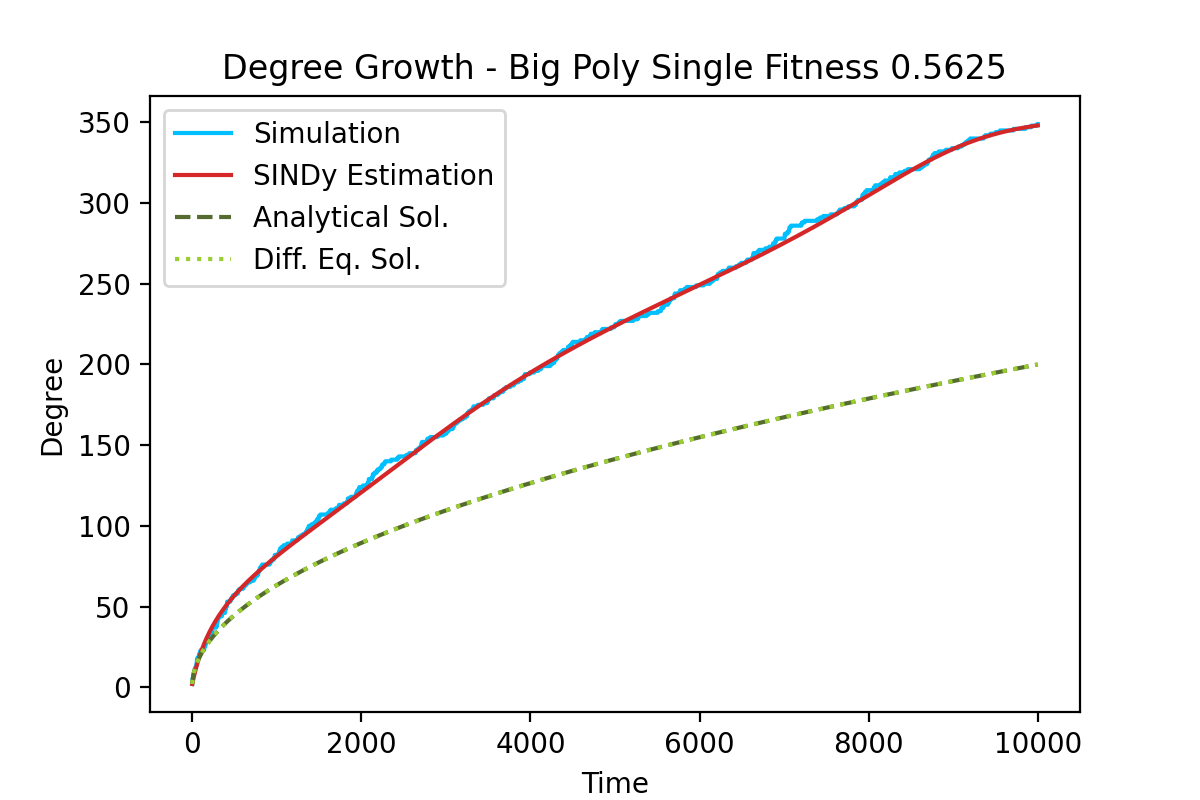 Degree Growth - Big Poly Single Fitness 0.5625
Simulation
SINDy Estimation
Analytical Sol.
Diff. Eq. Sol.
350
300
250
200
150
100
50
0
Degree
0 2000 4000 6000 8000 10000
Time